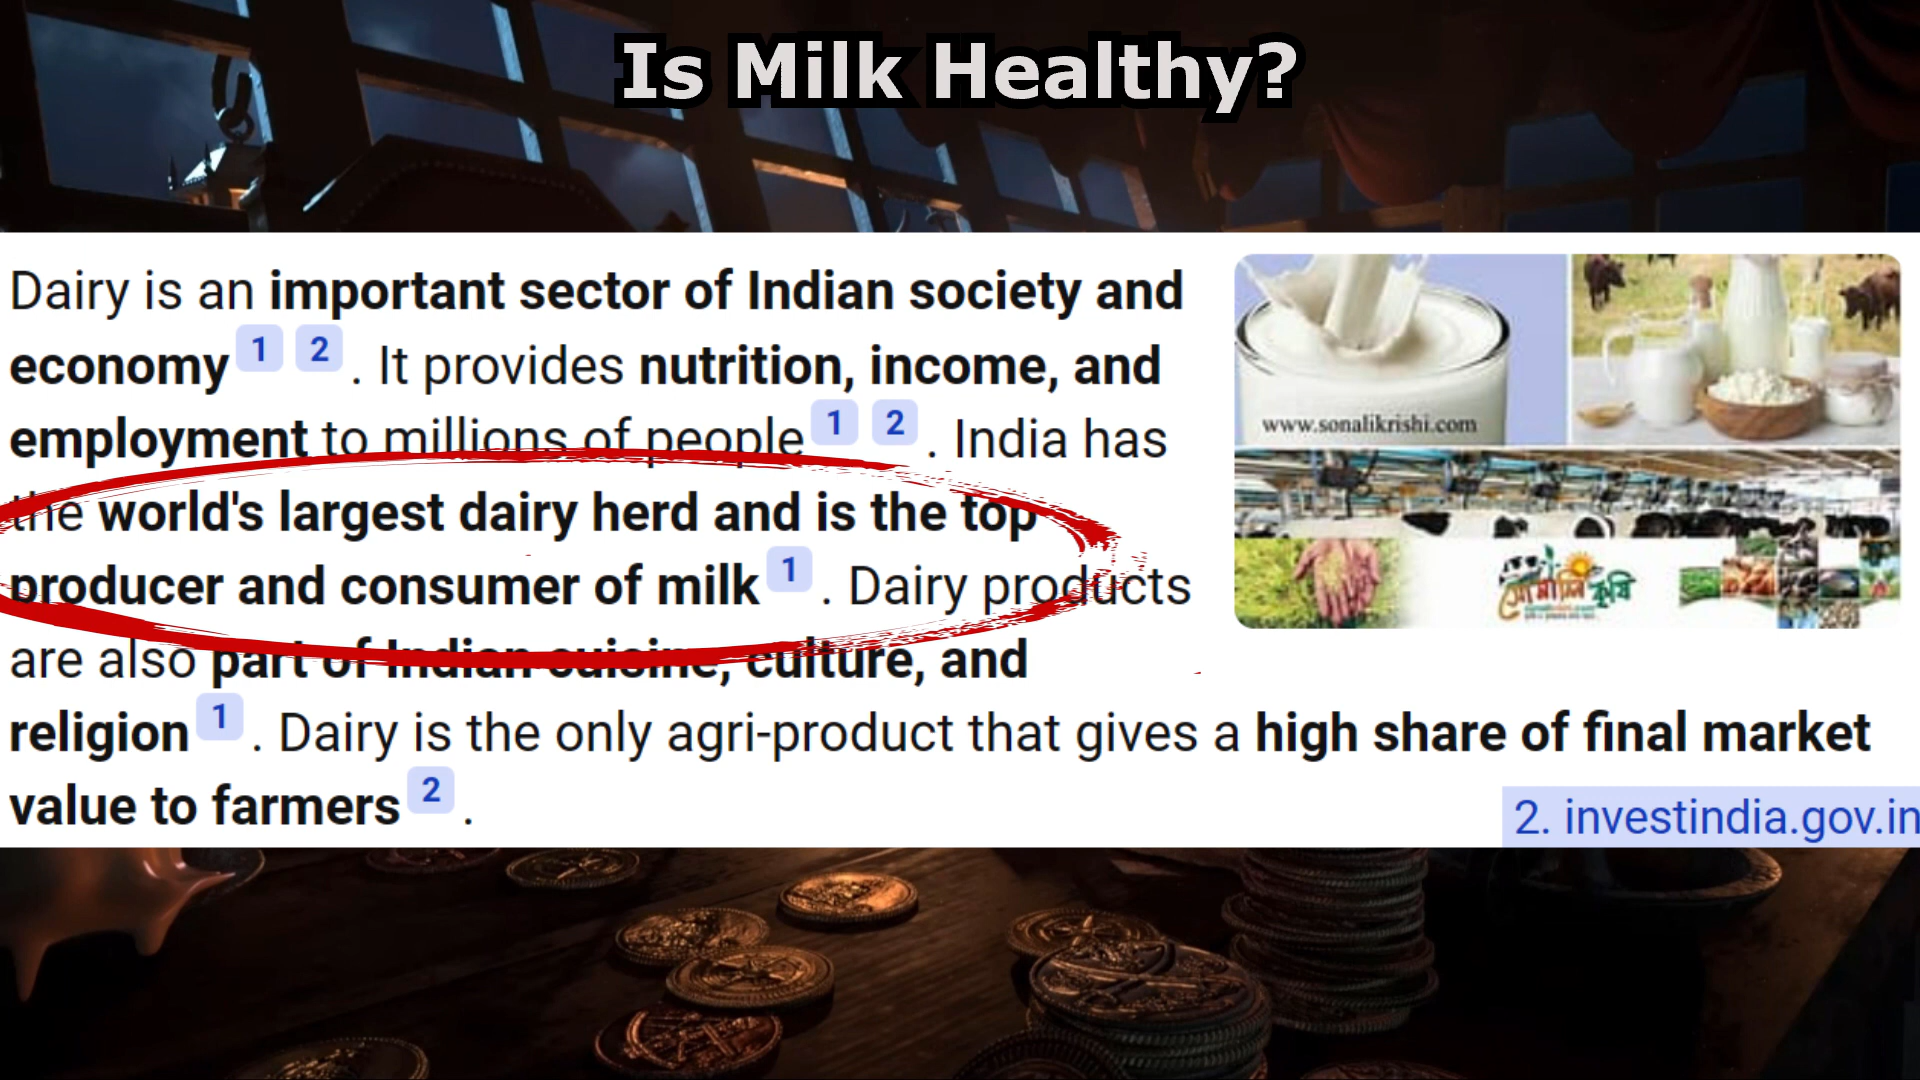 Is Milk Healthy?
Dairy is an important sector of Indian society and
economy 1 2 . It provides nutrition, income, and
employment to millions of people 1 2 . India has
the world's largest dairy herd and is the top
producer and consumer of milk 1 . Dairy products
are also part of Indian cuisine, culture, and
religion 1 . Dairy is the only agri-product that gives a high share of final market
value to farmers 2 .
www.sonalikrishi.com
সোনালি কৃষি
2. investindia.gov.in